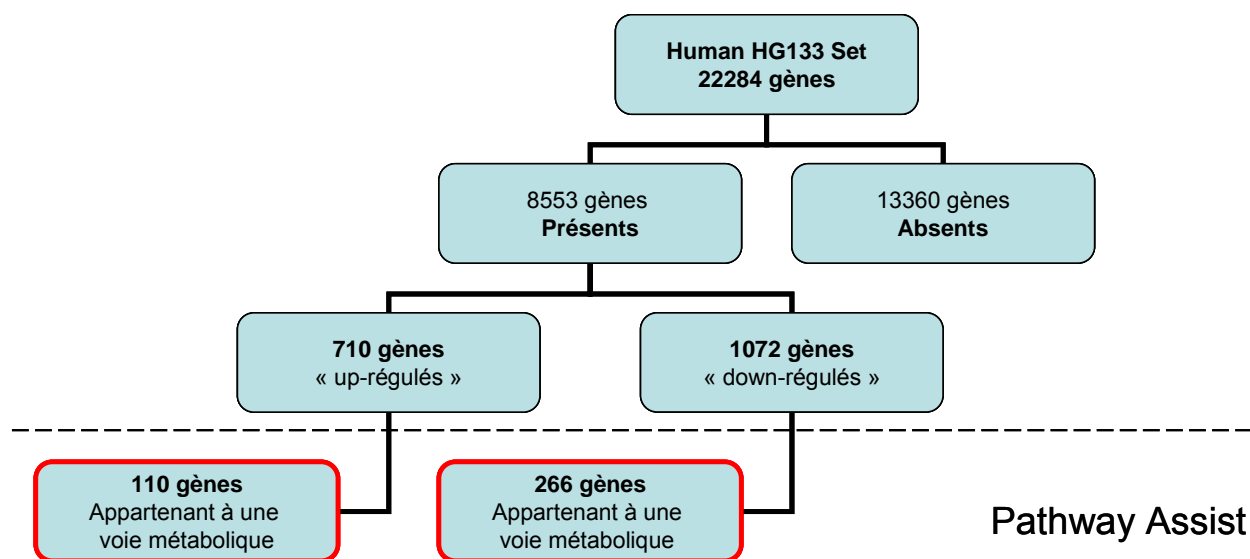 Human HG133 Set
22284 gènes
8553 gènes
Présents
13360 gènes
Absents
710 gènes
« up-régulés »
1072 gènes
« down-régulés »
110 gènes
Appartenant à une
voie métabolique
266 gènes
Appartenant à une
voie métabolique
Pathway Assist